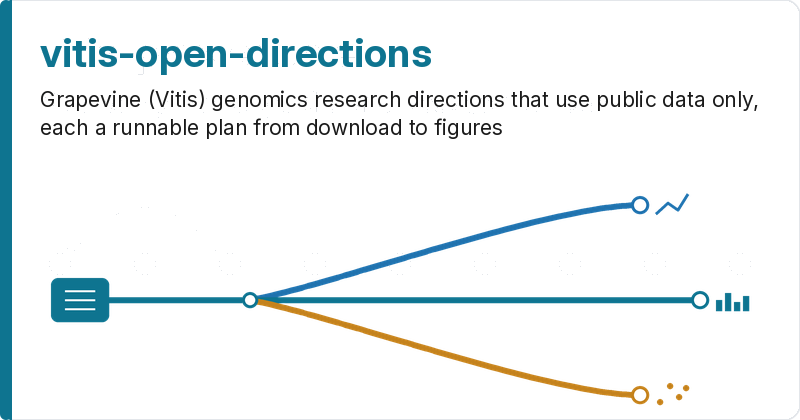 vitis-open-directions
Grapevine (Vitis) genomics research directions that use public data only,
each a runnable plan from download to figures